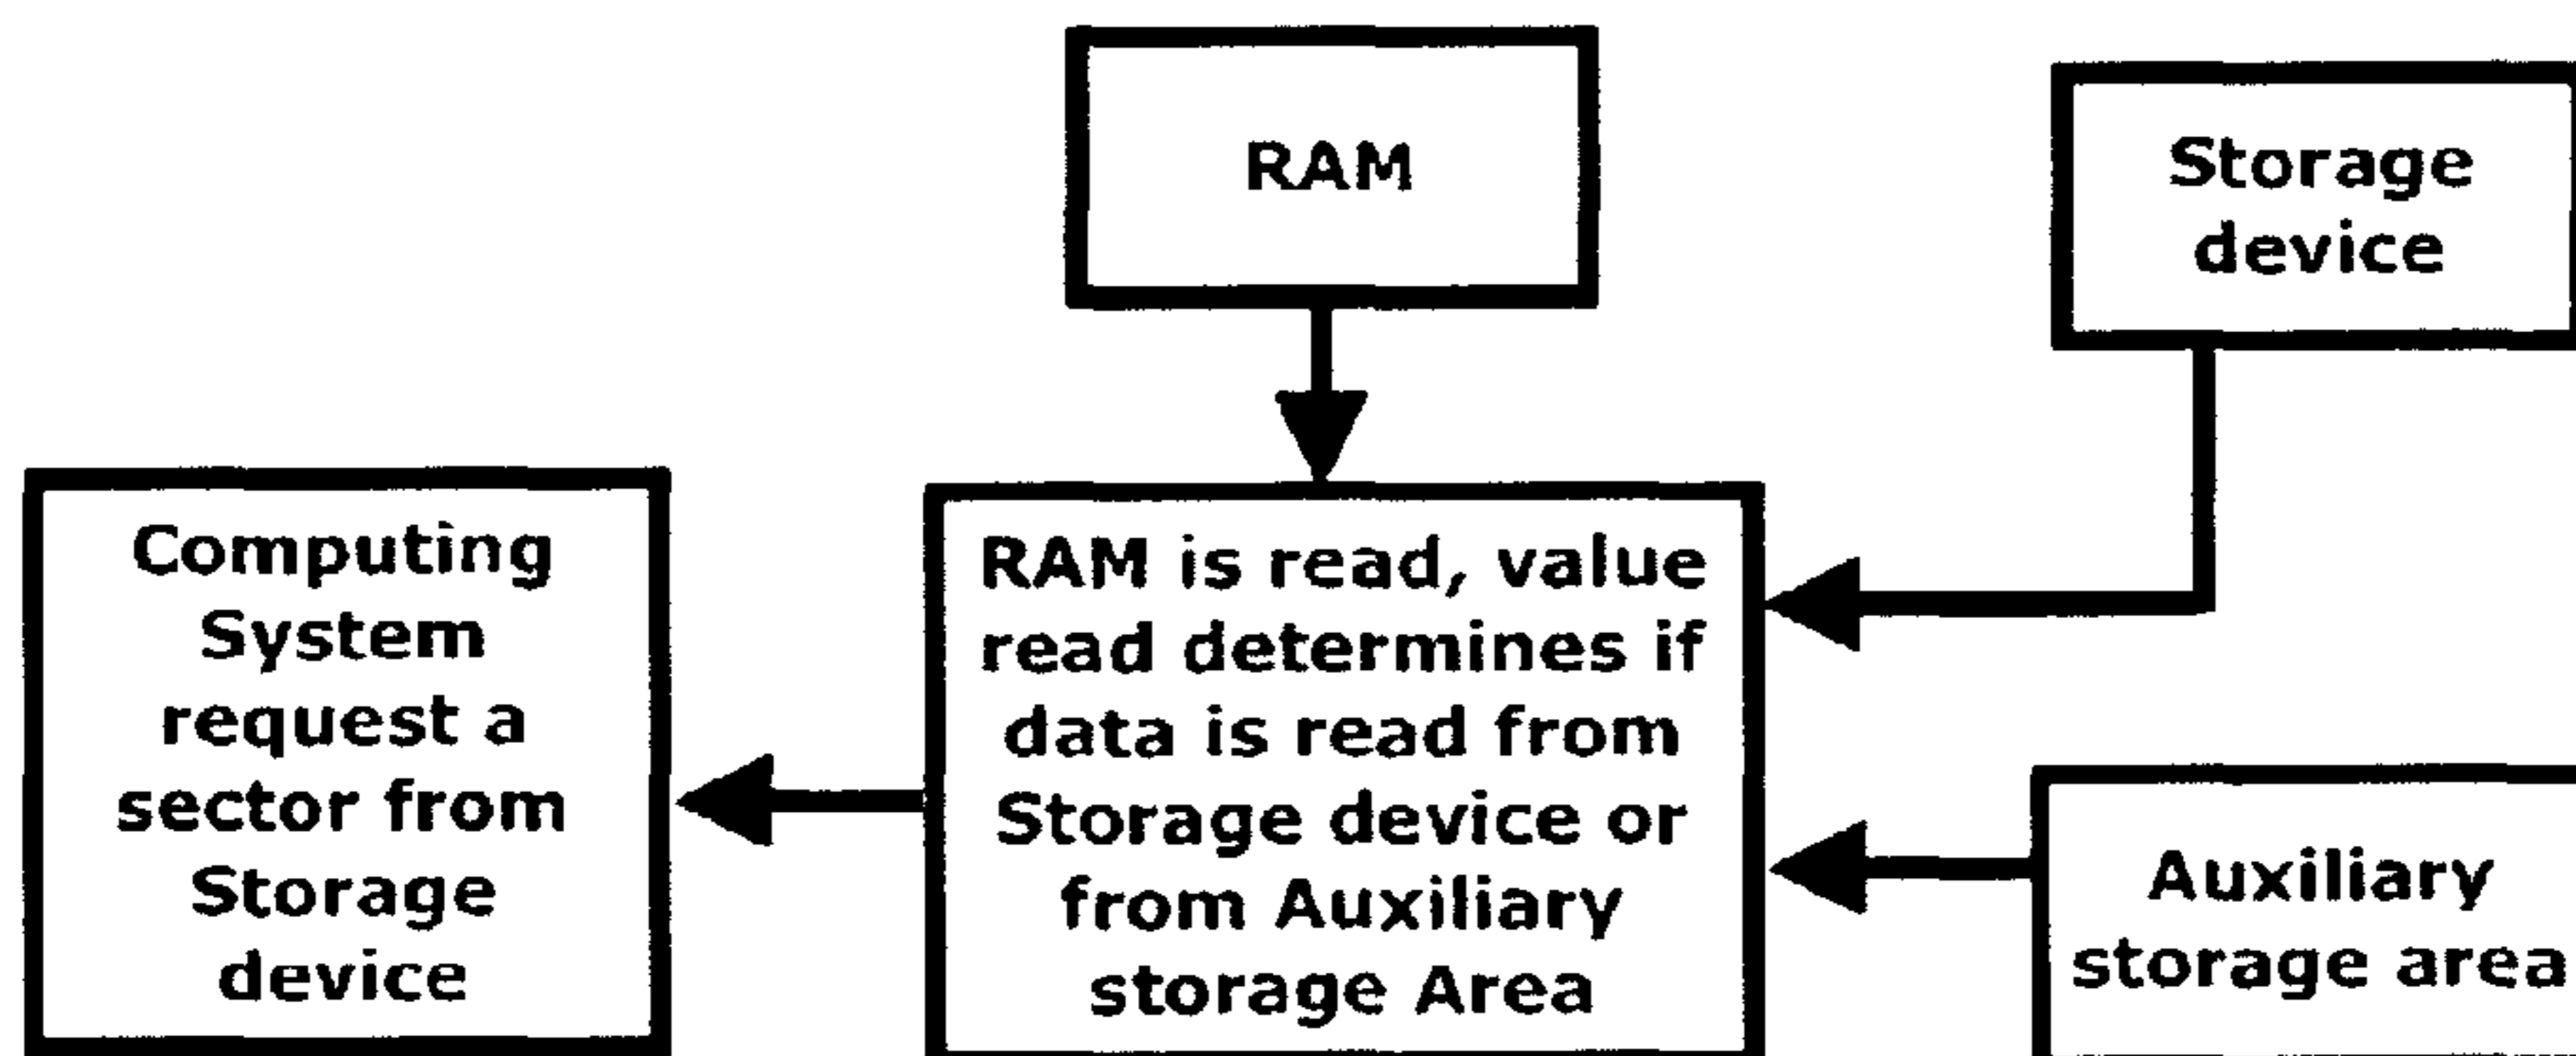 RAM
Storage
device
Computing
System
request a
sector from
Storage
device
RAM is read, value
read determines if
data is read from
Storage device or
from Auxiliary
storage Area
Auxiliary
storage area